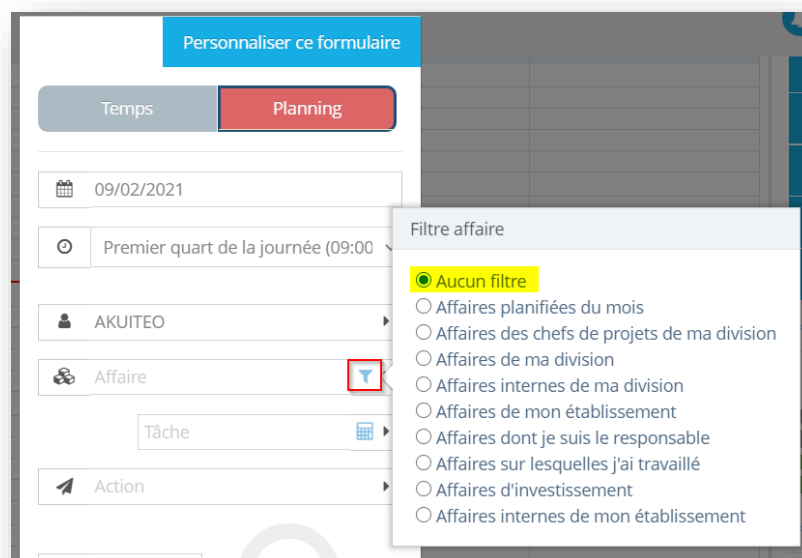 Personnaliser ce formulaire
Temps
Planning
09/02/2021
Premier quart de la journée (09:00
AKUITEO
Affaire
Tâche
Action
Filtre affaire
Aucun filtre
Affaires planifiées du mois
Affaires des chefs de projets de ma division
Affaires de ma division
Affaires internes de ma division
Affaires de mon établissement
Affaires dont je suis le responsable
Affaires sur lesquelles j'ai travaillé
Affaires d'investissement
Affaires internes de mon établissement